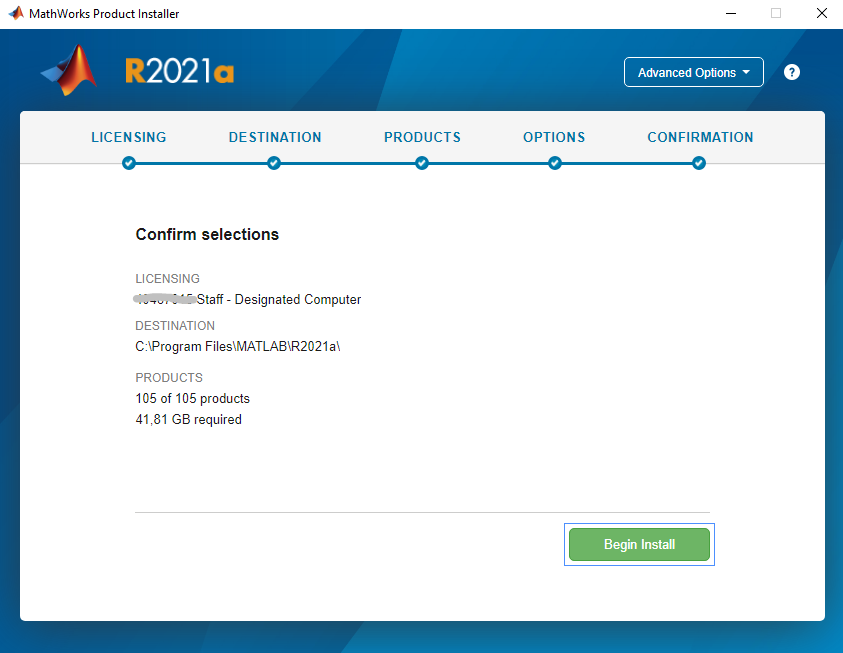 MathWorks Product Installer
R2021a
Advanced Options
?
LICENSING DESTINATION PRODUCTS OPTIONS CONFIRMATION
Confirm selections
LICENSING
Staff - Designated Computer
DESTINATION
C:\Program Files\MATLAB\R2021a\
PRODUCTS
105 of 105 products
41,81 GB required
Begin Install